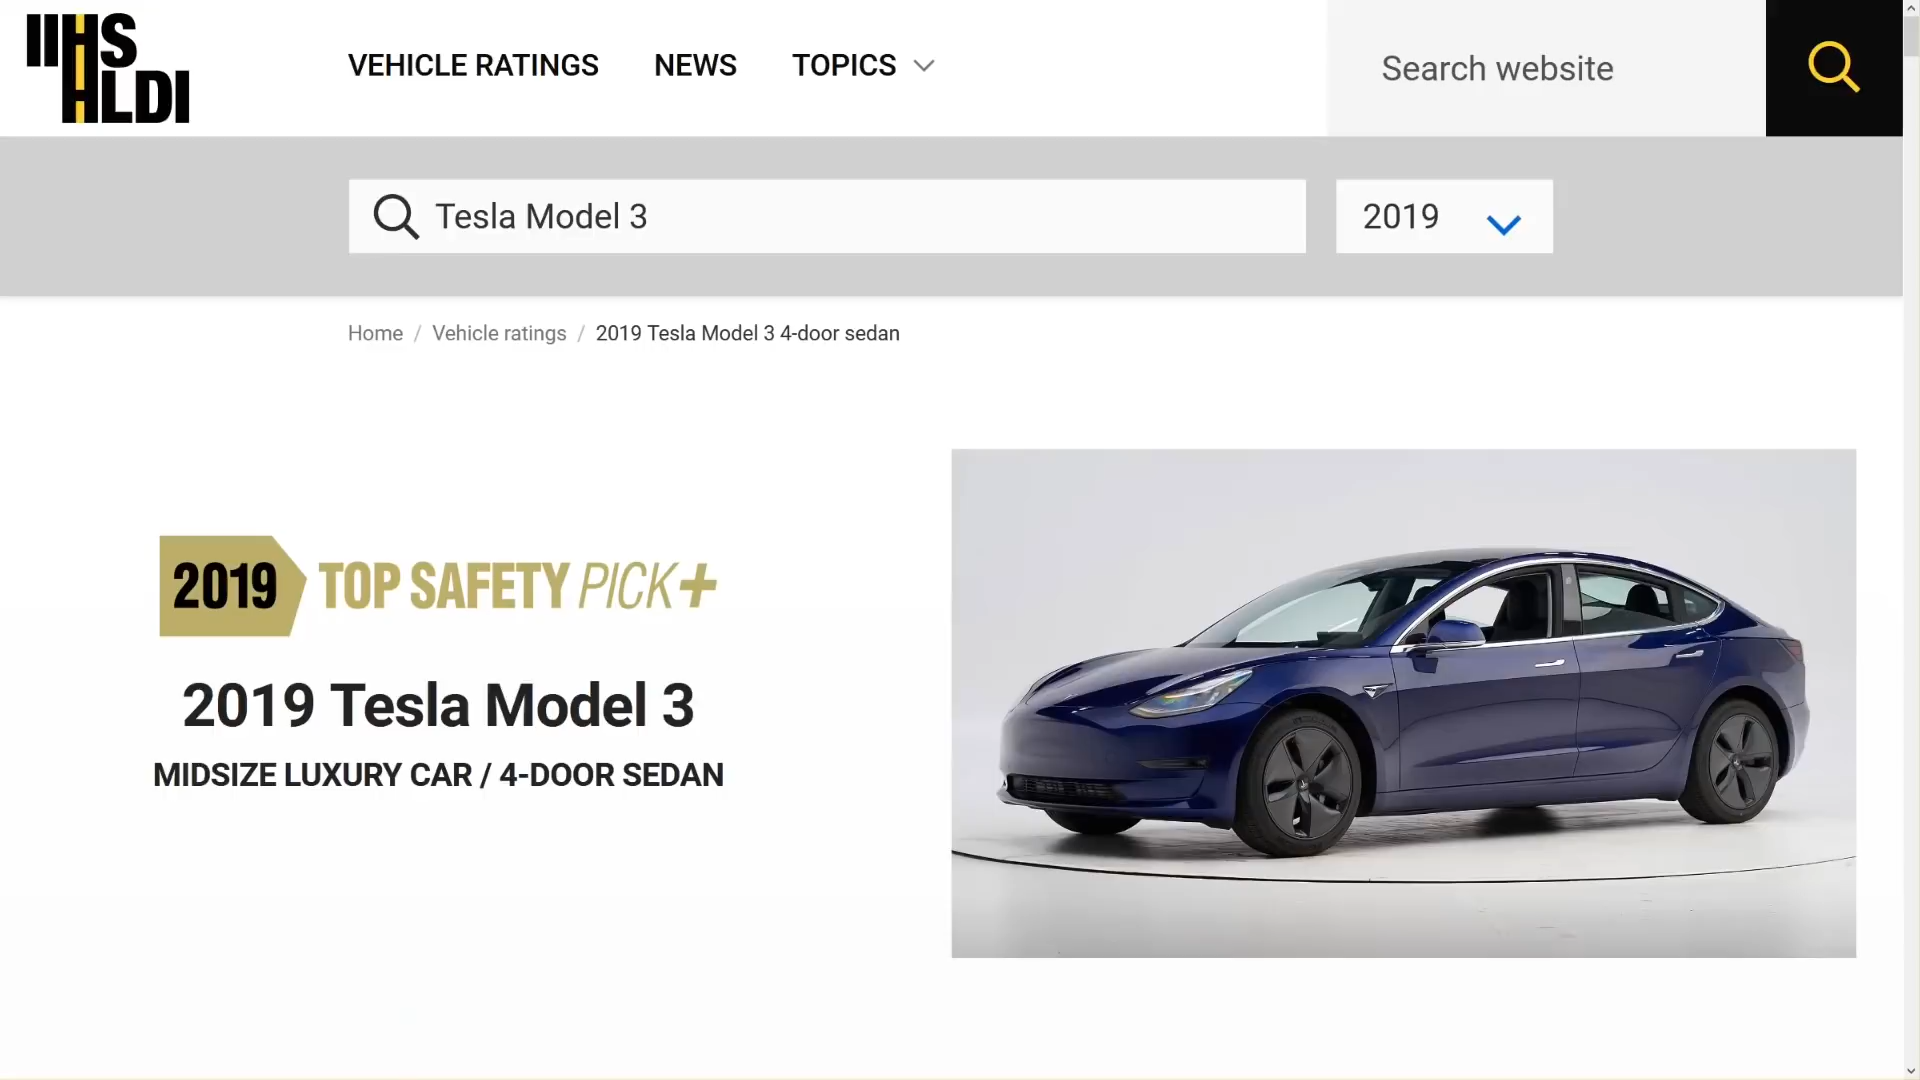 IIHS
HLDI
VEHICLE RATINGS NEWS TOPICS
Search website
Tesla Model 3
2019
Home / Vehicle ratings / 2019 Tesla Model 3 4-door sedan
2019 TOP SAFETY PICK+
2019 Tesla Model 3
MIDSIZE LUXURY CAR / 4-DOOR SEDAN